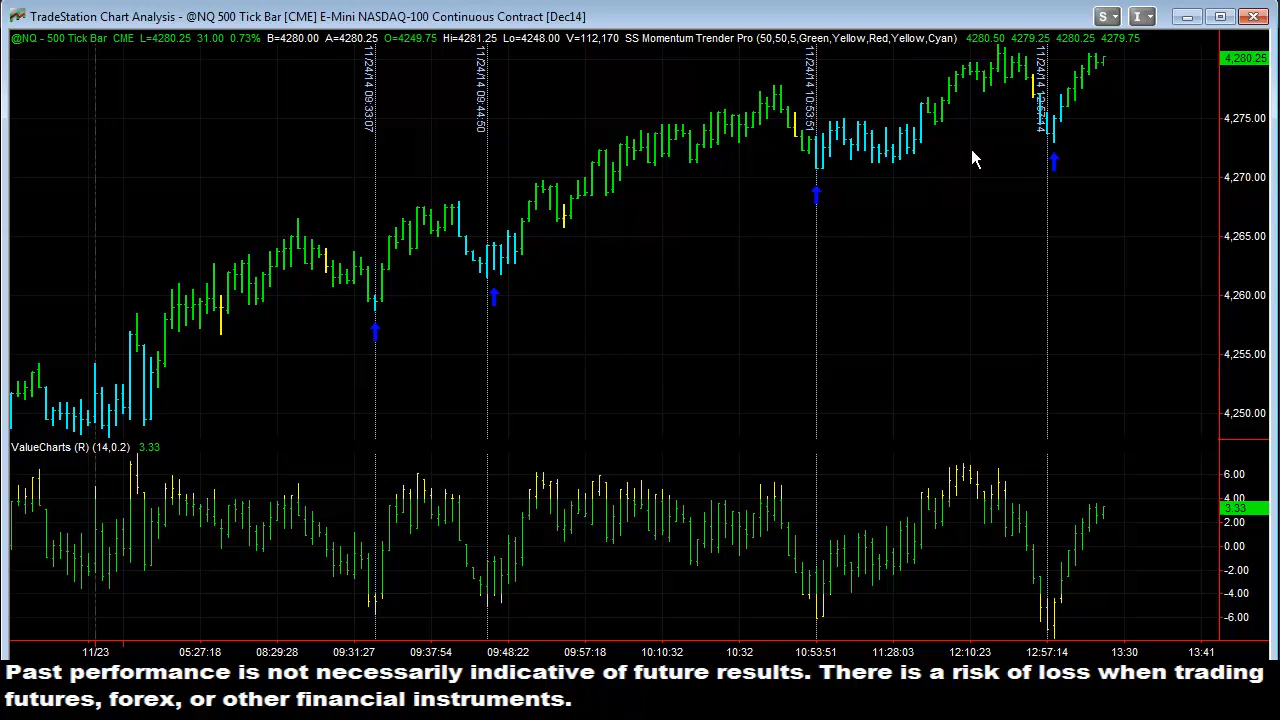 TradeStation Chart Analysis - @NQ 500 Tick Bar [CME] E-Mini NASDAQ-100 Continuous Contract [Dec14]
S I
@NQ - 500 Tick Bar CME L=4280.25 31.00 0.73% B=4280.00 A=4280.25 O=4249.75 Hi=4281.25 Lo=4248.00 V=112,170 SS Momentum Trender Pro (50,50,5,Green,Yellow,Red,Yellow,Cyan) 4280.50 4279.25 4280.25 4279.75
11/24/14 09:44:50
11/24/14 10:53:51
4,280.25
4,275.00
4,270.00
4,265.00
4,260.00
4,255.00
4,250.00
ValueCharts (R) (14,0.2) 3.33
6.00
4.00
3.33
2.00
0.00
-2.00
-4.00
-6.00
11/23 05:27:18 08:29:28 09:31:27 09:37:54 09:48:22 09:57:18 10:10:32 10:32 10:53:51 11:28:03 12:10:23 12:57:14 13:30 13:41
Past performance is not necessarily indicative of future results. There is a risk of loss when trading
futures, forex, or other financial instruments.